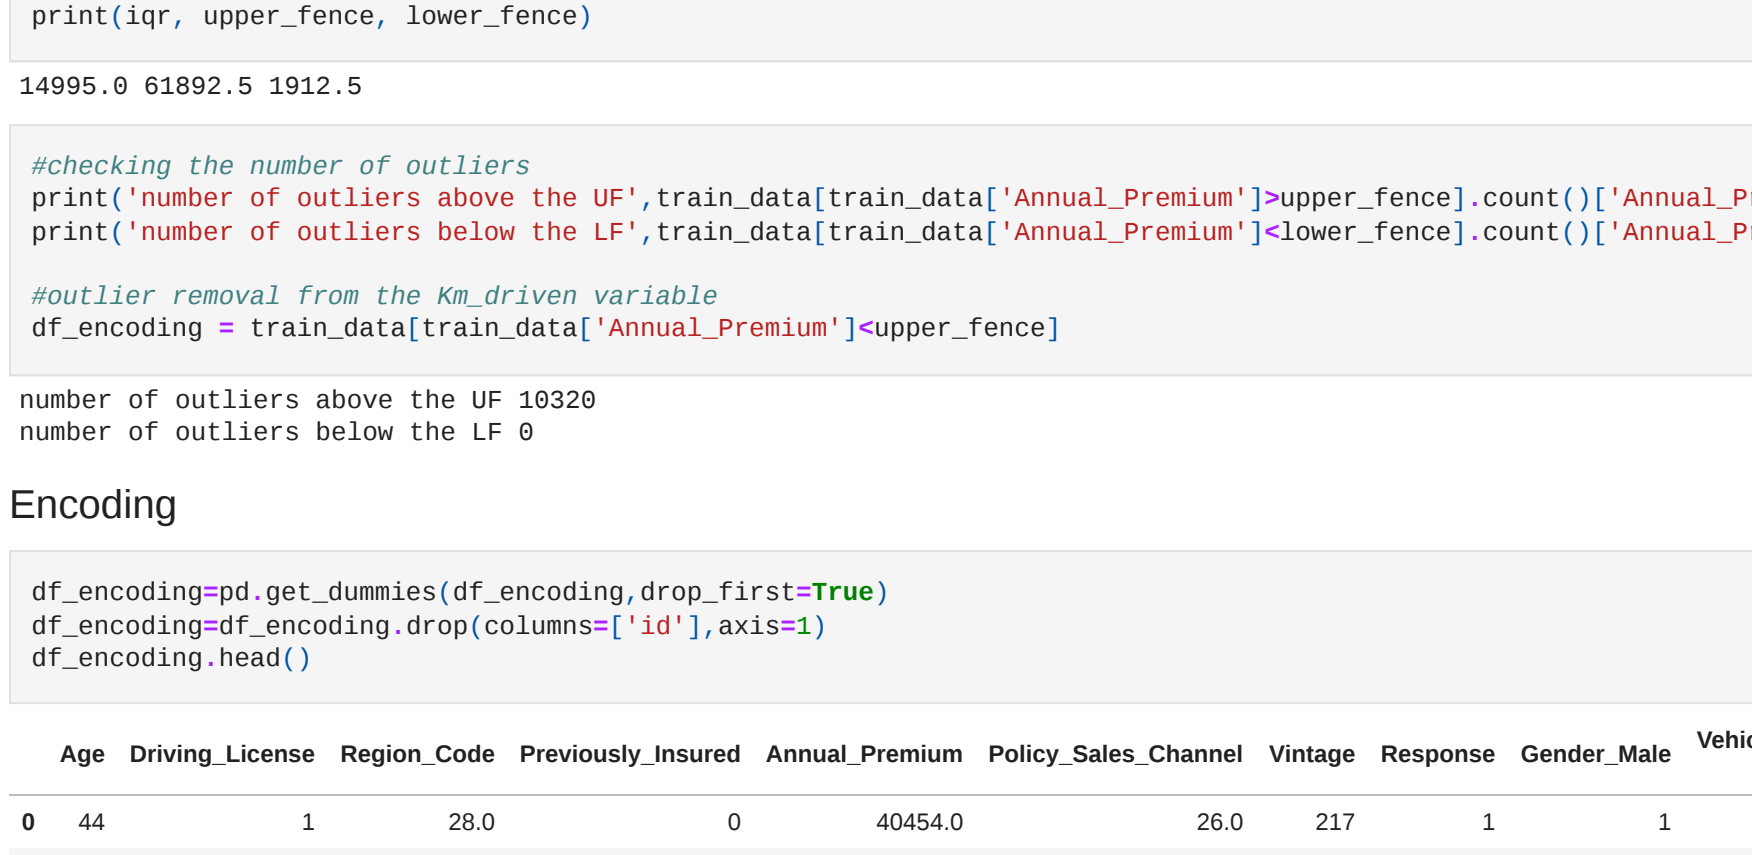 print(iqr, upper_fence, lower_fence)
14995.0 61892.5 1912.5
#checking the number of outliers
print('number of outliers above the UF',train_data[train_data['Annual_Premium']>upper_fence].count()['Annual_P
print('number of outliers below the LF',train_data[train_data['Annual_Premium']<lower_fence].count()['Annual_P
#outlier removal from the Km_driven variable
df_encoding = train_data[train_data['Annual_Premium']<upper_fence]
number of outliers above the UF 10320
number of outliers below the LF 0
Encoding
df_encoding=pd.get_dummies(df_encoding,drop_first=True)
df_encoding=df_encoding.drop(columns=['id'],axis=1)
df_encoding.head()
Age Driving_License Region_Code Previously_Insured Annual_Premium Policy_Sales_Channel Vintage Response Gender_Male Vehic
0 44 1 28.0 0 40454.0 26.0 217 1 1